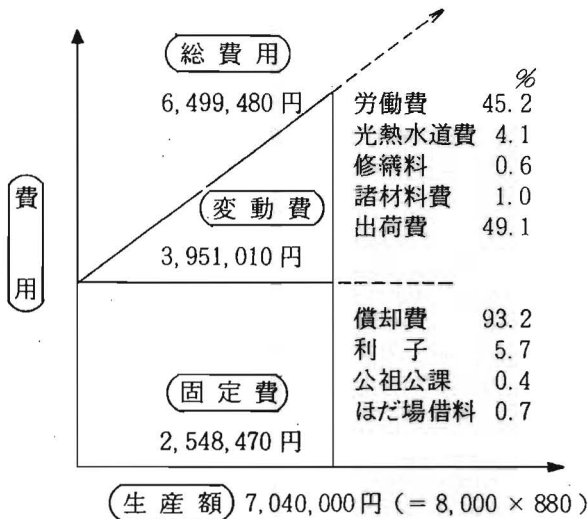 総費用
6,499,480円
%
労働費 45.2
光熱水道費 4.1
修繕料 0.6
諸材料費 1.0
出荷費 49.1
変動費
3,951,010円
費用
償却費 93.2
利子 5.7
公祖公課 0.4
ほだ場借料 0.7
固定費
2,548,470円
生産額 7,040,000円(=8,000×880)